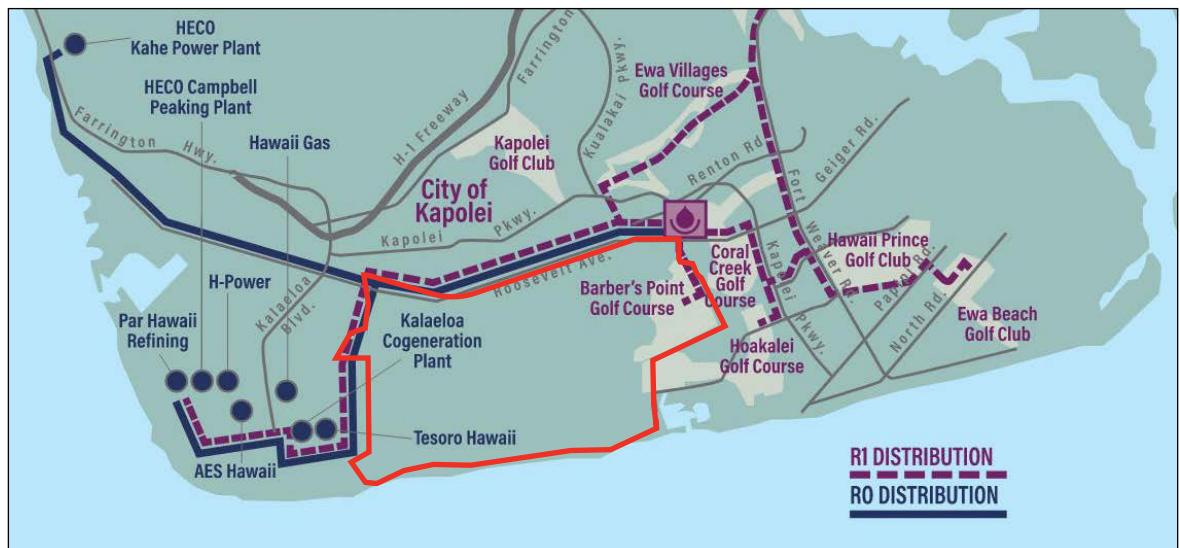 HECO
Kahe Power Plant
HECO Campbell
Peaking Plant
Hawaii Gas
Farrington
Hwy.
H-1 Freeway
Farrington
Kualakai Pkwy.
Ewa Villages
Golf Course
Kapolei
Golf Club
City of
Kapolei
Kapolei
Pkwy.
Renton Rd.
Geiger Rd.
Fort
Weaver Rd.
Roosevelt Ave.
Coral
Creek
Golf
Course
Kapolei
Pkwy.
Hawaii Prince
Golf Club
Papipi Rd.
North Rd.
Ewa Beach
Golf Club
Barber's Point
Golf Course
Hoakalei
Golf Course
H-Power
Kalaeloa
Blvd.
Par Hawaii
Refining
Kalaeloa
Cogeneration
Plant
Tesoro Hawaii
AES Hawaii
R1 DISTRIBUTION
RO DISTRIBUTION